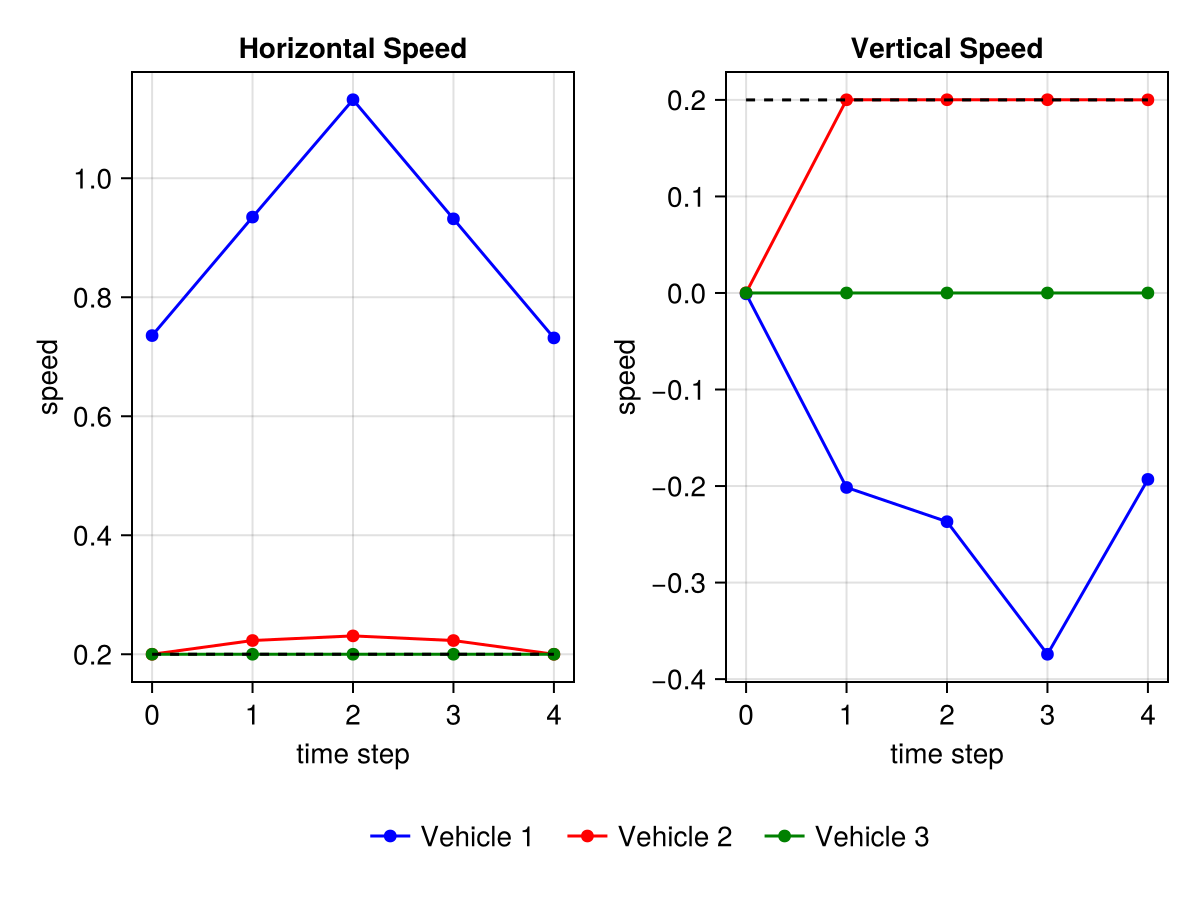 Horizontal Speed
1.0
0.8
0.6
0.4
0.2
speed
0 1 2 3 4
time step
Vertical Speed
0.2
0.1
0.0
−0.1
−0.2
−0.3
−0.4
speed
0 1 2 3 4
time step
Vehicle 1 Vehicle 2 Vehicle 3